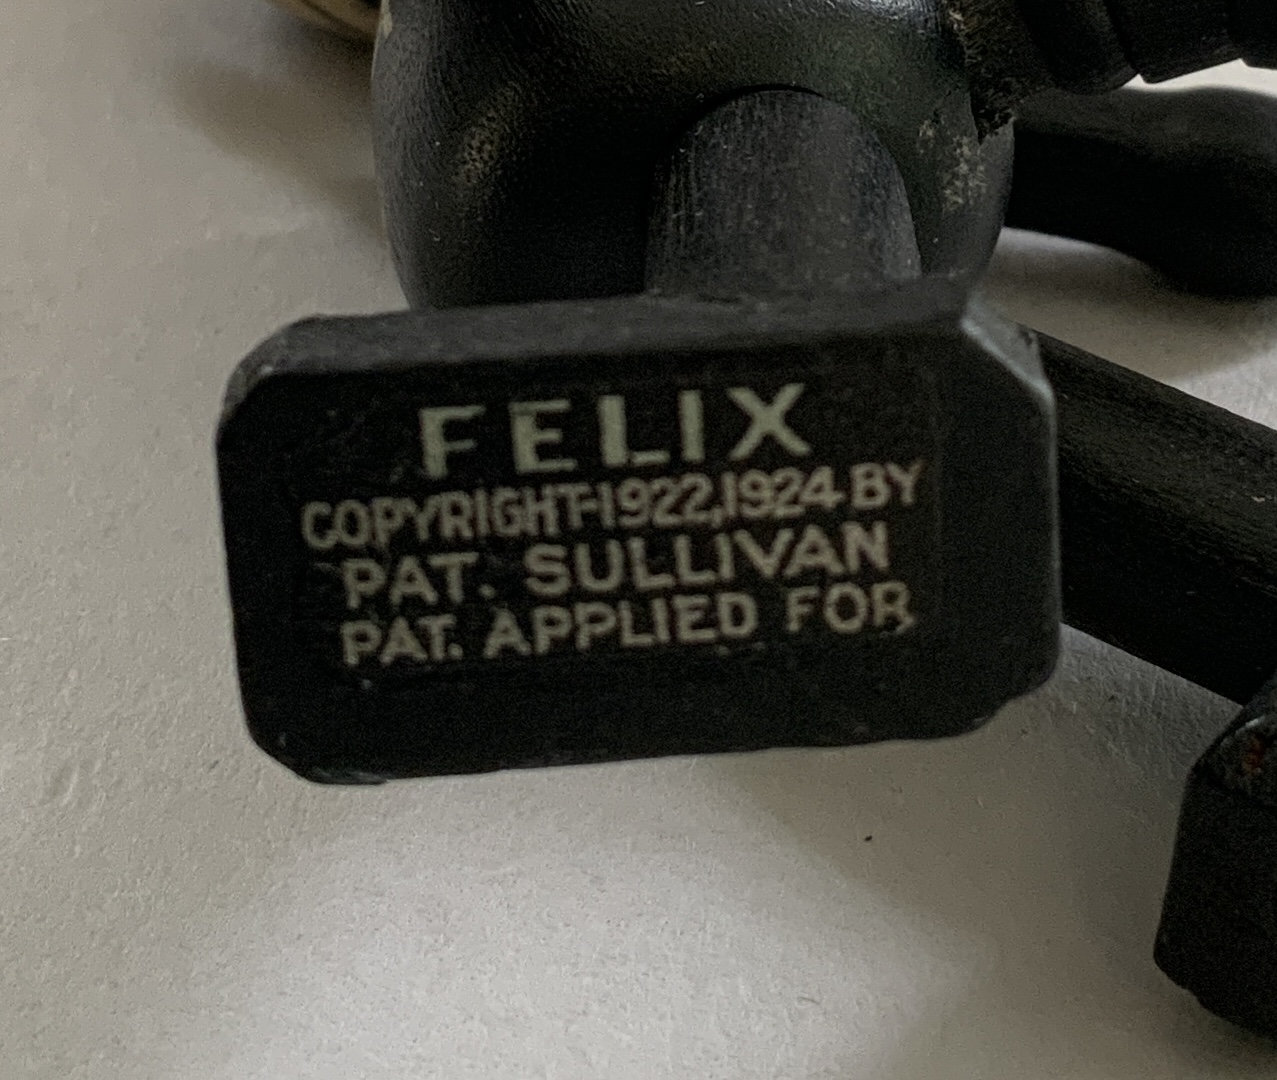 FELIX
COPYRIGHT-1922,1924 BY
PAT. SULLIVAN
PAT. APPLIED FOR